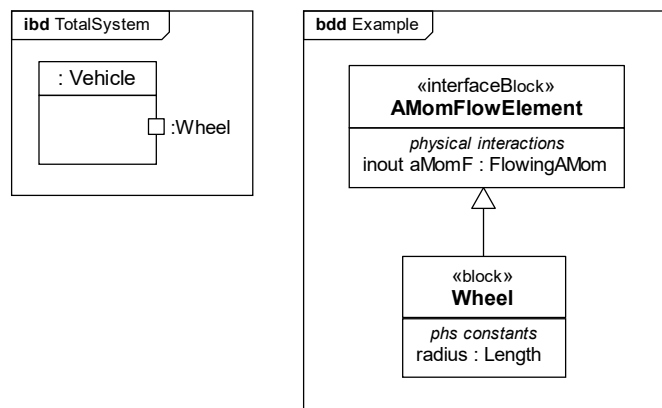 ibd TotalSystem
: Vehicle
:Wheel
bdd Example
«interfaceBlock»
AMomFlowElement
physical interactions
inout aMomF : FlowingAMom
«block»
Wheel
phs constants
radius : Length